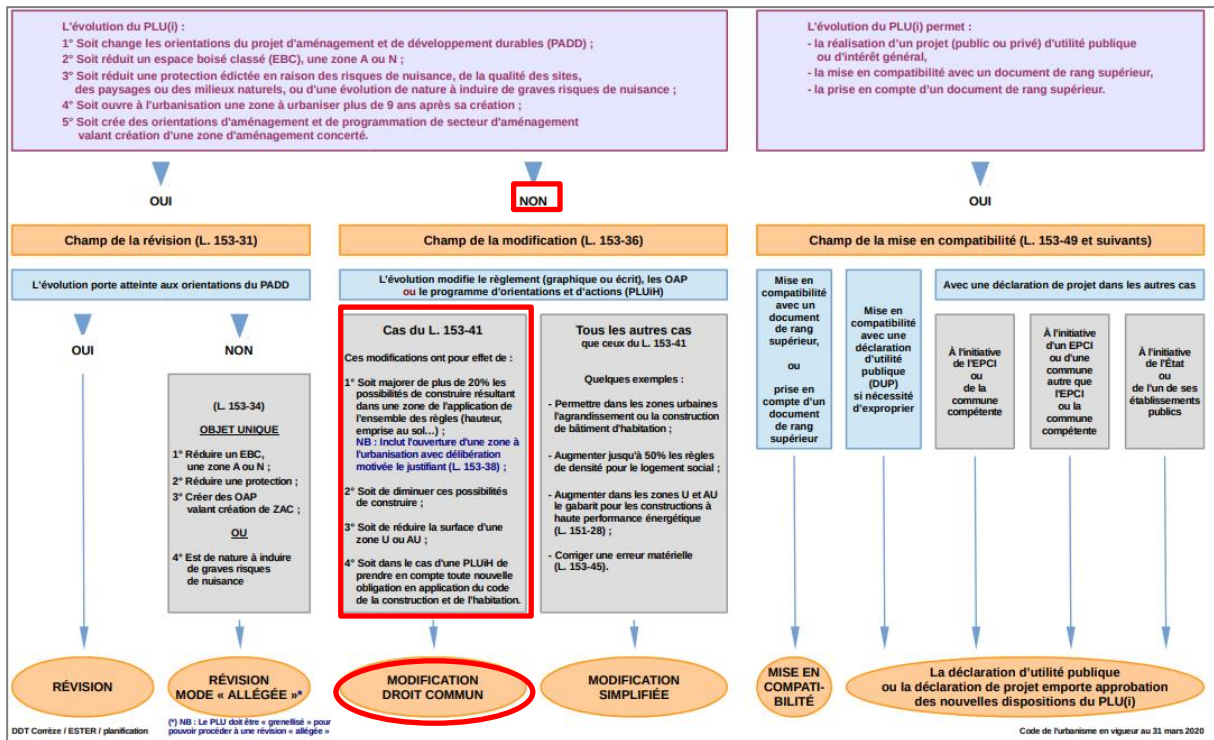 L'évolution du PLU(i) :
1° Soit change les orientations du projet d'aménagement et de développement durables (PADD) ;
2° Soit réduit un espace boisé classé (EBC), une zone A ou N ;
3° Soit réduit une protection édictée en raison des risques de nuisance, de la qualité des sites,
des paysages ou des milieux naturels, ou d'une évolution de nature à induire de graves risques de nuisance ;
4° Soit ouvre à l'urbanisation une zone à urbaniser plus de 9 ans après sa création ;
5° Soit crée des orientations d'aménagement et de programmation de secteur d'aménagement
valant création d'une zone d'aménagement concerté.
L'évolution du PLU(i) permet :
- la réalisation d'un projet (public ou privé) d'utilité publique
ou d'intérêt général,
- la mise en compatibilité avec un document de rang supérieur,
- la prise en compte d'un document de rang supérieur.
OUI
NON
OUI
Champ de la révision (L. 153-31)
Champ de la modification (L. 153-36)
Champ de la mise en compatibilité (L. 153-49 et suivants)
L'évolution porte atteinte aux orientations du PADD
OUI
NON
(L. 153-34)
OBJET UNIQUE
1° Réduire un EBC,
une zone A ou N ;
2° Réduire une protection ;
3° Créer des OAP
valant création de ZAC ;
OU
4° Est de nature à induire
de graves risques
de nuisance
L'évolution modifie le règlement (graphique ou écrit), les OAP
ou le programme d'orientations et d'actions (PLUiH)
Cas du L. 153-41
Ces modifications ont pour effet de :
1° Soit majorer de plus de 20% les
possibilités de construire résultant
dans une zone de l'application de
l'ensemble des règles (hauteur,
emprise au sol…) ;
NB : Inclut l'ouverture d'une zone à
l'urbanisation avec délibération
motivée le justifiant (L. 153-38) ;
2° Soit de diminuer ces possibilités
de construire ;
3° Soit de réduire la surface d'une
zone U ou AU ;
4° Soit dans le cas d'une PLUiH de
prendre en compte toute nouvelle
obligation en application du code
de la construction et de l'habitation.
Tous les autres cas
que ceux du L. 153-41
Quelques exemples :
- Permettre dans les zones urbaines
l'agrandissement ou la construction
de bâtiment d'habitation ;
- Augmenter jusqu'à 50% les règles
de densité pour le logement social ;
- Augmenter dans les zones U et AU
le gabarit pour les constructions à
haute performance énergétique
(L. 151-28) ;
- Corriger une erreur matérielle
(L. 153-45).
Mise en
compatibilité
avec un
document
de rang
supérieur,
ou
prise en
compte d'un
document
de rang
supérieur
Mise en
compatibilité
avec une
déclaration
d'utilité
publique
(DUP)
si nécessité
d'exproprier
Avec une déclaration de projet dans les autres cas
À l'initiative
de l'EPCI
ou
de la
commune
compétente
À l'initiative
d'un EPCI
ou d'une
commune
autre que
l'EPCI
ou la
commune
compétente
À l'initiative
de l'État
ou
de l'un de ses
établissements
publics
RÉVISION
RÉVISION
MODE « ALLÉGÉE »*
MODIFICATION
DROIT COMMUN
MODIFICATION
SIMPLIFIÉE
MISE EN
COMPATI-
BILITÉ
La déclaration d'utilité publique
ou la déclaration de projet emporte approbation
des nouvelles dispositions du PLU(i)
DDT Corrèze / ESTER / planification
(*) NB : Le PLU doit être « grenellisé » pour
pouvoir procéder à une révision « allégée »
Code de l'urbanisme en vigueur au 31 mars 2020